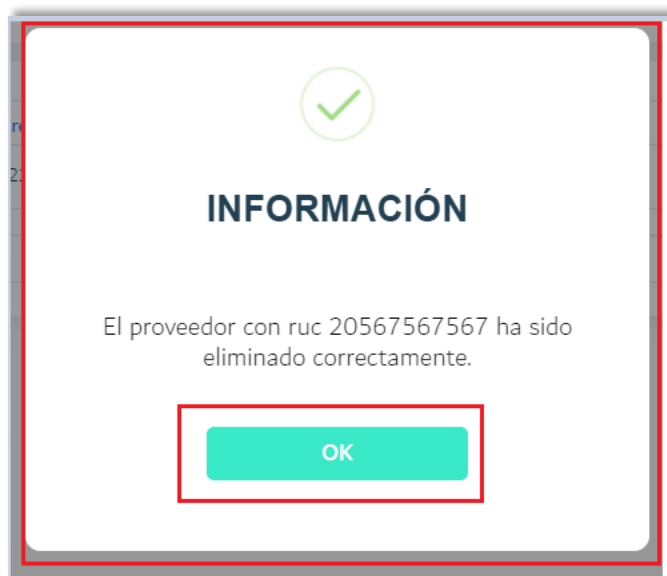 INFORMACIÓN
El proveedor con ruc 20567567567 ha sido
eliminado correctamente.
OK